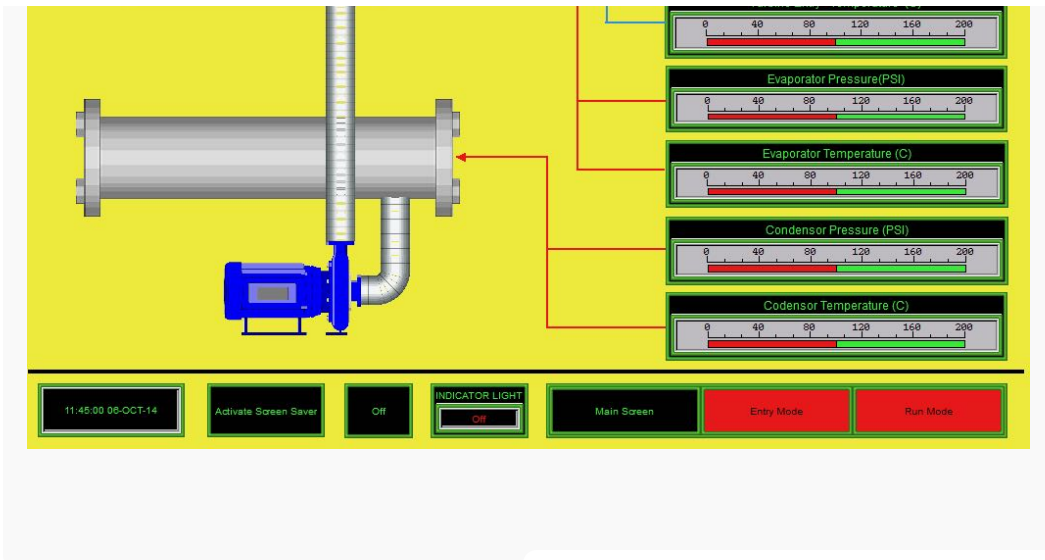 0 40 80 120 160 200
Evaporator Pressure(PSI)
0 40 80 120 160 200
Evaporator Temperature (C)
0 40 80 120 160 200
Condensor Pressure (PSI)
0 40 80 120 160 200
Codensor Temperature (C)
0 40 80 120 160 200
11:45:00 06-OCT-14
Activate Screen Saver
Off
INDICATOR LIGHT
Off
Main Screen
Entry Mode
Run Mode